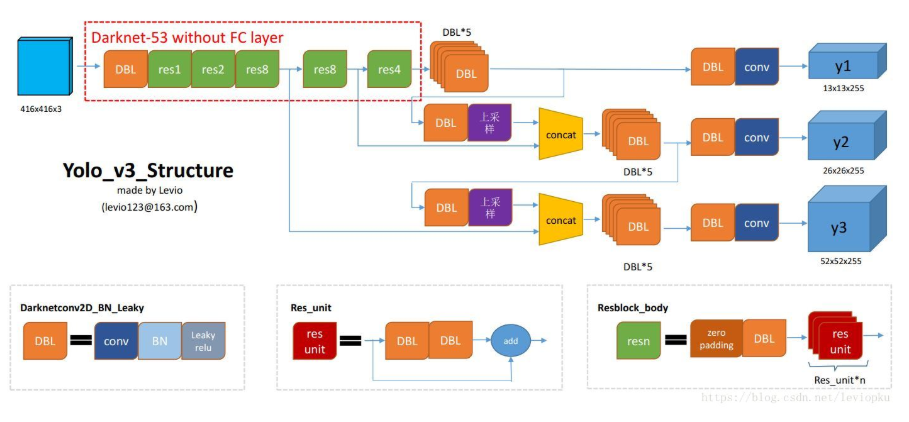 Darknet-53 without FC layer
DBL*5
DBL
res1
res2
res8
res8
res4
DBL
DBL
conv
y1
416x416x3
13x13x255
DBL
上采
样
concat
DBL
DBL
conv
y2
DBL*5
26x26x255
Yolo_v3_Structure
made by Levio
(levio123@163.com)
DBL
上采
样
concat
DBL
DBL
conv
y3
DBL*5
52x52x255
Darknetconv2D_BN_Leaky
DBL
=
conv
BN
Leaky
relu
Res_unit
res
unit
=
DBL
DBL
add
Resblock_body
resn
=
zero
padding
DBL
res
unit
Res_unit*n
https://blog.csdn.net/leviopku